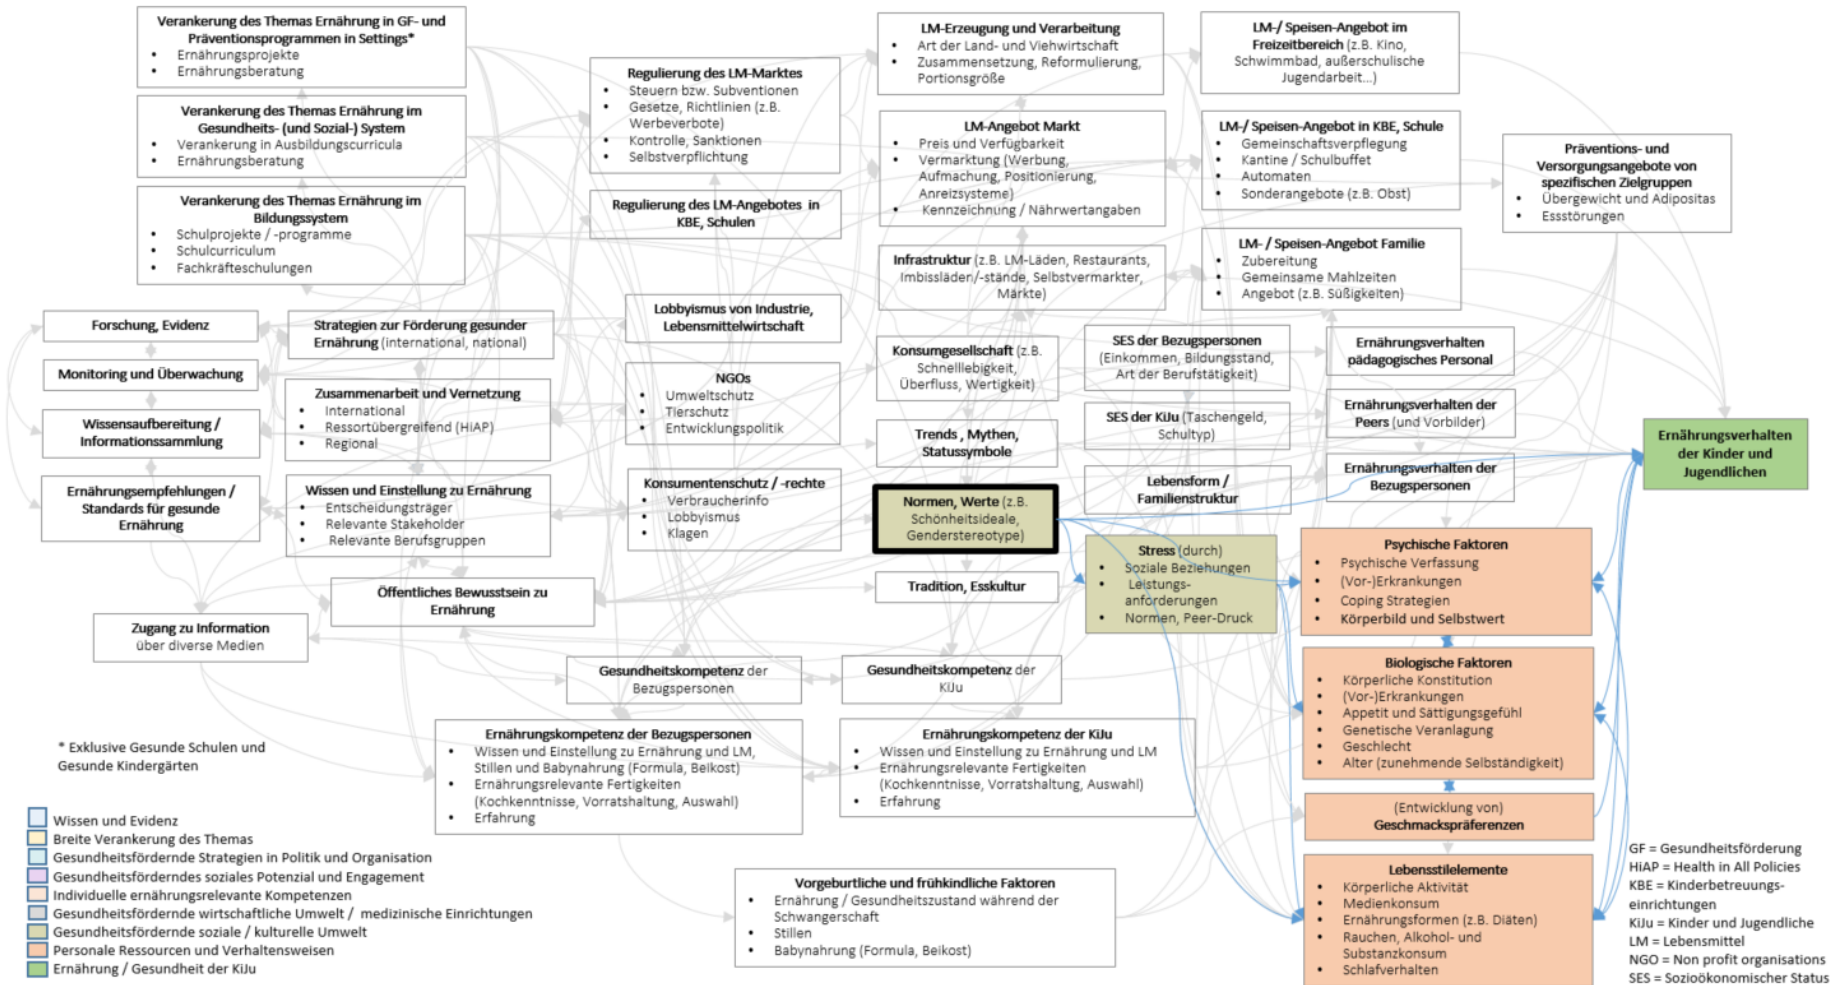 Verankerung des Themas Ernährung in GF- und
Präventionsprogrammen in Settings*
• Ernährungsprojekte
• Ernährungsberatung
Verankerung des Themas Ernährung im
Gesundheits- (und Sozial-) System
• Verankerung in Ausbildungscurricula
• Ernährungsberatung
Verankerung des Themas Ernährung im
Bildungssystem
• Schulprojekte / -programme
• Schulcurriculum
• Fachkräfteschulungen
Regulierung des LM-Marktes
• Steuern bzw. Subventionen
• Gesetze, Richtlinien (z.B.
Werbeverbote)
• Kontrolle, Sanktionen
• Selbstverpflichtung
Regulierung des LM-Angebotes in
KBE, Schulen
LM-Erzeugung und Verarbeitung
• Art der Land- und Viehwirtschaft
• Zusammensetzung, Reformulierung,
Portionsgröße
LM-Angebot Markt
• Preis und Verfügbarkeit
• Vermarktung (Werbung,
Aufmachung, Positionierung,
Anreizsysteme)
• Kennzeichnung / Nährwertangaben
Infrastruktur (z.B. LM-Läden, Restaurants,
Imbissläden/-stände, Selbstvermarkter,
Märkte)
LM-/ Speisen-Angebot im
Freizeitbereich (z.B. Kino,
Schwimmbad, außerschulische
Jugendarbeit...)
LM-/ Speisen-Angebot in KBE, Schule
• Gemeinschaftsverpflegung
• Kantine / Schulbuffet
• Automaten
• Sonderangebote (z.B. Obst)
LM- / Speisen-Angebot Familie
• Zubereitung
• Gemeinsame Mahlzeiten
• Angebot (z.B. Süßigkeiten)
Präventions- und
Versorgungsangebote von
spezifischen Zielgruppen
• Übergewicht und Adipositas
• Essstörungen
Forschung, Evidenz
Monitoring und Überwachung
Wissensaufbereitung /
Informationssammlung
Ernährungsempfehlungen /
Standards für gesunde
Ernährung
Strategien zur Förderung gesunder
Ernährung (international, national)
Zusammenarbeit und Vernetzung
• International
• Ressortübergreifend (HiAP)
• Regional
Wissen und Einstellung zu Ernährung
• Entscheidungsträger
• Relevante Stakeholder
• Relevante Berufsgruppen
Öffentliches Bewusstsein zu
Ernährung
Zugang zu Information
über diverse Medien
Lobbyismus von Industrie,
Lebensmittelwirtschaft
NGOs
• Umweltschutz
• Tierschutz
• Entwicklungspolitik
Konsumentenschutz / -rechte
• Verbraucherinfo
• Lobbyismus
• Klagen
Konsumgesellschaft (z.B.
Schnelllebigkeit,
Überfluss, Wertigkeit)
Trends , Mythen,
Statussymbole
Normen, Werte (z.B.
Schönheitsideale,
Genderstereotype)
Tradition, Esskultur
SES der Bezugspersonen
(Einkommen, Bildungsstand,
Art der Berufstätigkeit)
SES der KiJu (Taschengeld,
Schultyp)
Lebensform /
Familienstruktur
Stress (durch)
• Soziale Beziehungen
• Leistungs-
anforderungen
• Normen, Peer-Druck
Ernährungsverhalten
pädagogisches Personal
Ernährungsverhalten der
Peers (und Vorbilder)
Ernährungsverhalten der
Bezugspersonen
Ernährungsverhalten
der Kinder und
Jugendlichen
Psychische Faktoren
• Psychische Verfassung
• (Vor-)Erkrankungen
• Coping Strategien
• Körperbild und Selbstwert
Biologische Faktoren
• Körperliche Konstitution
• (Vor-)Erkrankungen
• Appetit und Sättigungsgefühl
• Genetische Veranlagung
• Geschlecht
• Alter (zunehmende Selbständigkeit)
(Entwicklung von)
Geschmackspräferenzen
Lebensstilelemente
• Körperliche Aktivität
• Medienkonsum
• Ernährungsformen (z.B. Diäten)
• Rauchen, Alkohol- und
Substanzkonsum
• Schlafverhalten
Gesundheitskompetenz der
Bezugspersonen
Gesundheitskompetenz der
KiJu
Ernährungskompetenz der Bezugspersonen
• Wissen und Einstellung zu Ernährung und LM,
Stillen und Babynahrung (Formula, Beikost)
• Ernährungsrelevante Fertigkeiten
(Kochkenntnisse, Vorratshaltung, Auswahl)
• Erfahrung
Ernährungskompetenz der KiJu
• Wissen und Einstellung zu Ernährung und LM
• Ernährungsrelevante Fertigkeiten
(Kochkenntnisse, Vorratshaltung, Auswahl)
• Erfahrung
Vorgeburtliche und frühkindliche Faktoren
• Ernährung / Gesundheitszustand während der
Schwangerschaft
• Stillen
• Babynahrung (Formula, Beikost)
* Exklusive Gesunde Schulen und
Gesunde Kindergärten
Wissen und Evidenz
Breite Verankerung des Themas
Gesundheitsfördernde Strategien in Politik und Organisation
Gesundheitsförderndes soziales Potenzial und Engagement
Individuelle ernährungsrelevante Kompetenzen
Gesundheitsfördernde wirtschaftliche Umwelt / medizinische Einrichtungen
Gesundheitsfördernde soziale / kulturelle Umwelt
Personale Ressourcen und Verhaltensweisen
Ernährung / Gesundheit der KiJu
GF = Gesundheitsförderung
HiAP = Health in All Policies
KBE = Kinderbetreuungs-
einrichtungen
KiJu = Kinder und Jugendliche
LM = Lebensmittel
NGO = Non profit organisations
SES = Sozioökonomischer Status